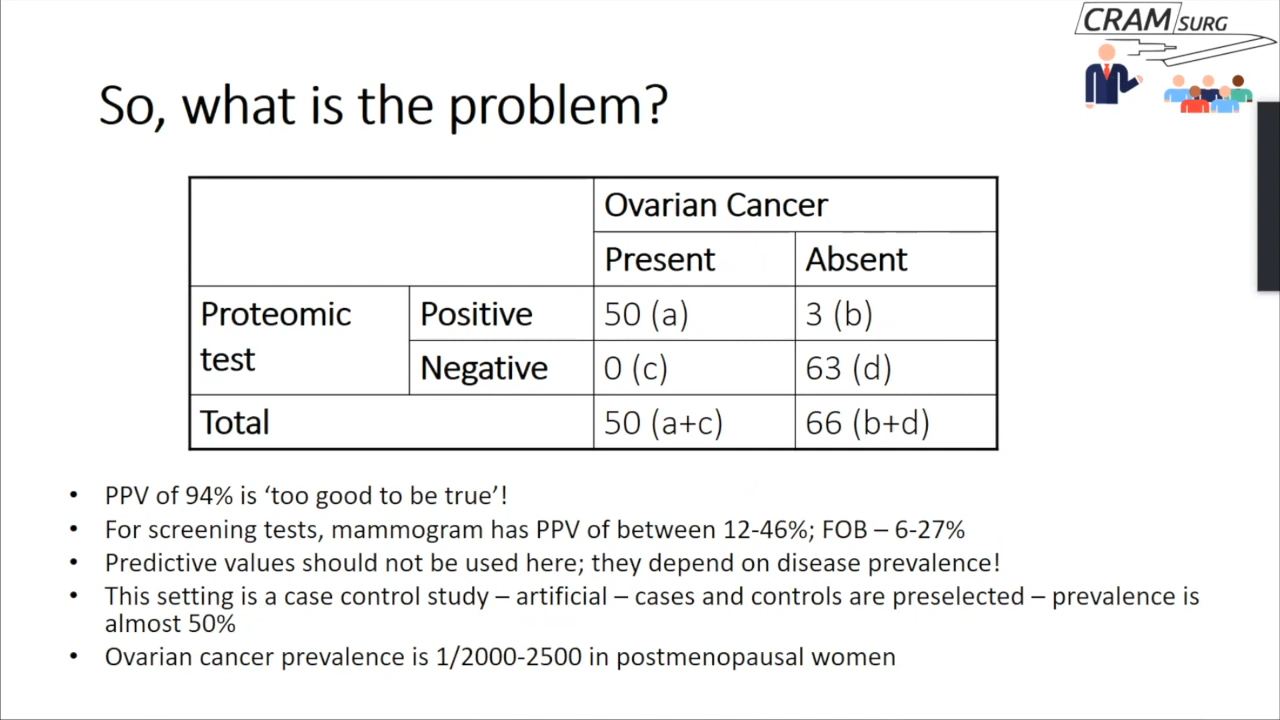 CRAM SURG
So, what is the problem?
Ovarian Cancer
Present Absent
Proteomic test Positive 50 (a) 3 (b)
Negative 0 (c) 63 (d)
Total 50 (a+c) 66 (b+d)
• PPV of 94% is ‘too good to be true’!
• For screening tests, mammogram has PPV of between 12-46%; FOB – 6-27%
• Predictive values should not be used here; they depend on disease prevalence!
• This setting is a case control study – artificial – cases and controls are preselected – prevalence is
almost 50%
• Ovarian cancer prevalence is 1/2000-2500 in postmenopausal women